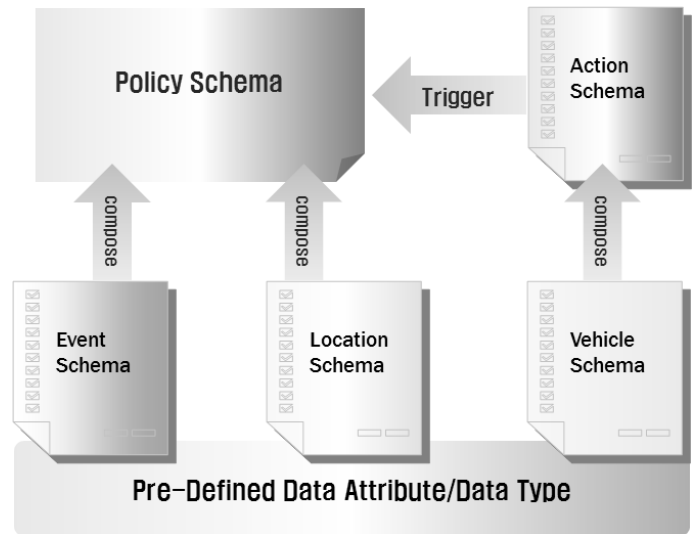 Policy Schema
Trigger
Action
Schema
compose
compose
compose
Event
Schema
Location
Schema
Vehicle
Schema
Pre-Defined Data Attribute/Data Type